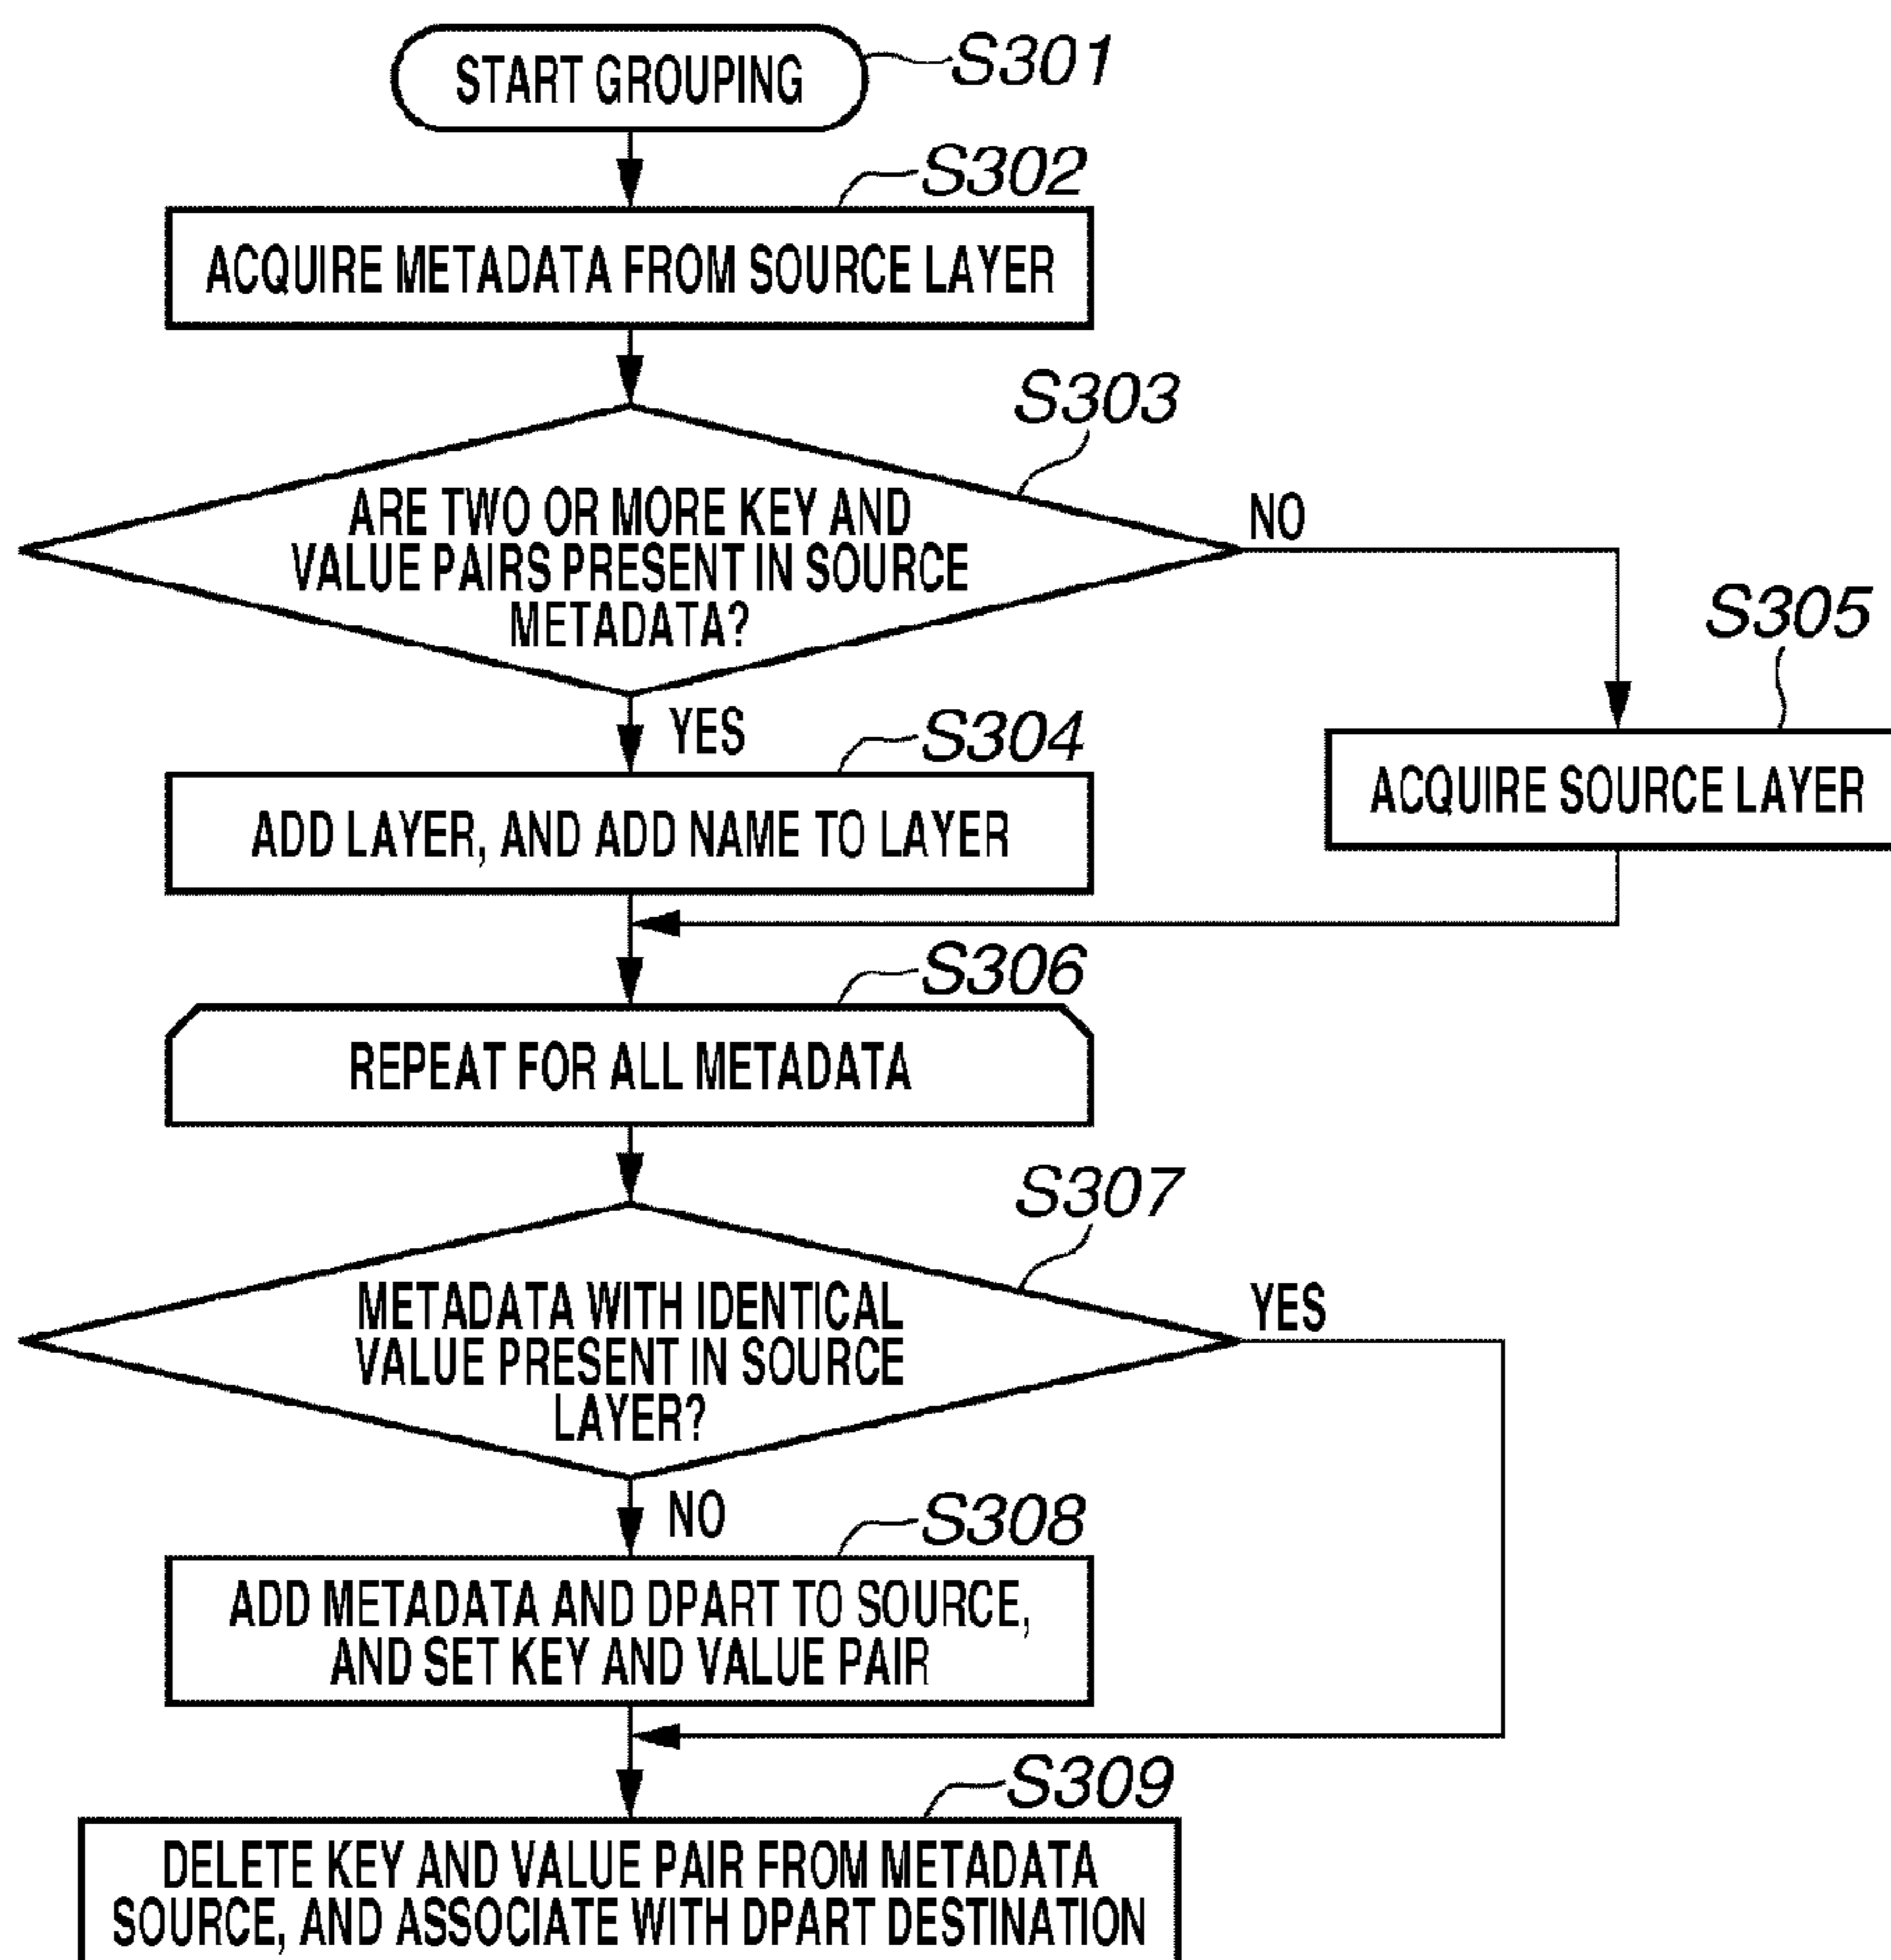 START GROUPING
S301
S302
ACQUIRE METADATA FROM SOURCE LAYER
S303
ARE TWO OR MORE KEY AND
VALUE PAIRS PRESENT IN SOURCE
METADATA?
NO
S305
YES
S304
ADD LAYER, AND ADD NAME TO LAYER
ACQUIRE SOURCE LAYER
S306
REPEAT FOR ALL METADATA
S307
METADATA WITH IDENTICAL
VALUE PRESENT IN SOURCE
LAYER?
YES
NO
S308
ADD METADATA AND DPART TO SOURCE,
AND SET KEY AND VALUE PAIR
S309
DELETE KEY AND VALUE PAIR FROM METADATA
SOURCE, AND ASSOCIATE WITH DPART DESTINATION